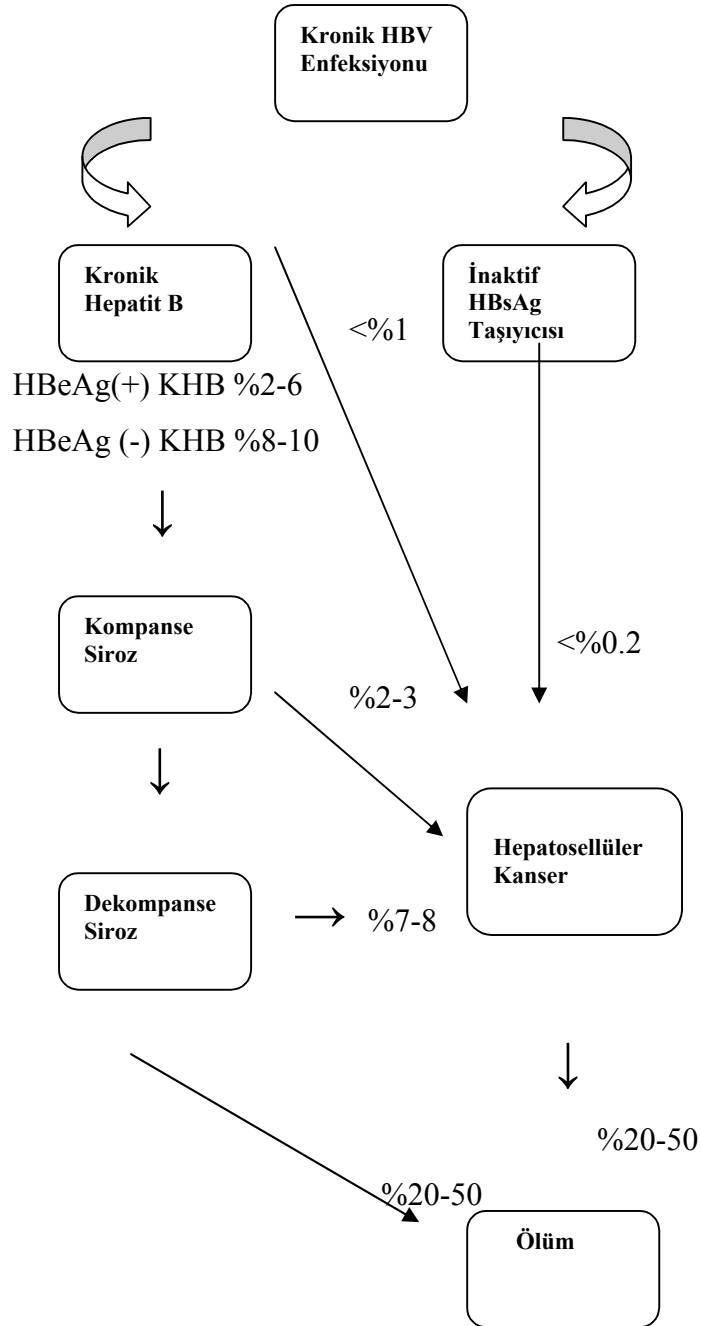 Kronik HBV
Enfeksiyonu
Kronik
Hepatit B
İnaktif
HBsAg
Taşıyıcısı
<%1
HBeAg(+) KHB %2-6
HBeAg (-) KHB %8-10
Kompanse
Siroz
<%0.2
%2-3
Hepatosellüler
Kanser
Dekompanse
Siroz
%7-8
%20-50
%20-50
Ölüm